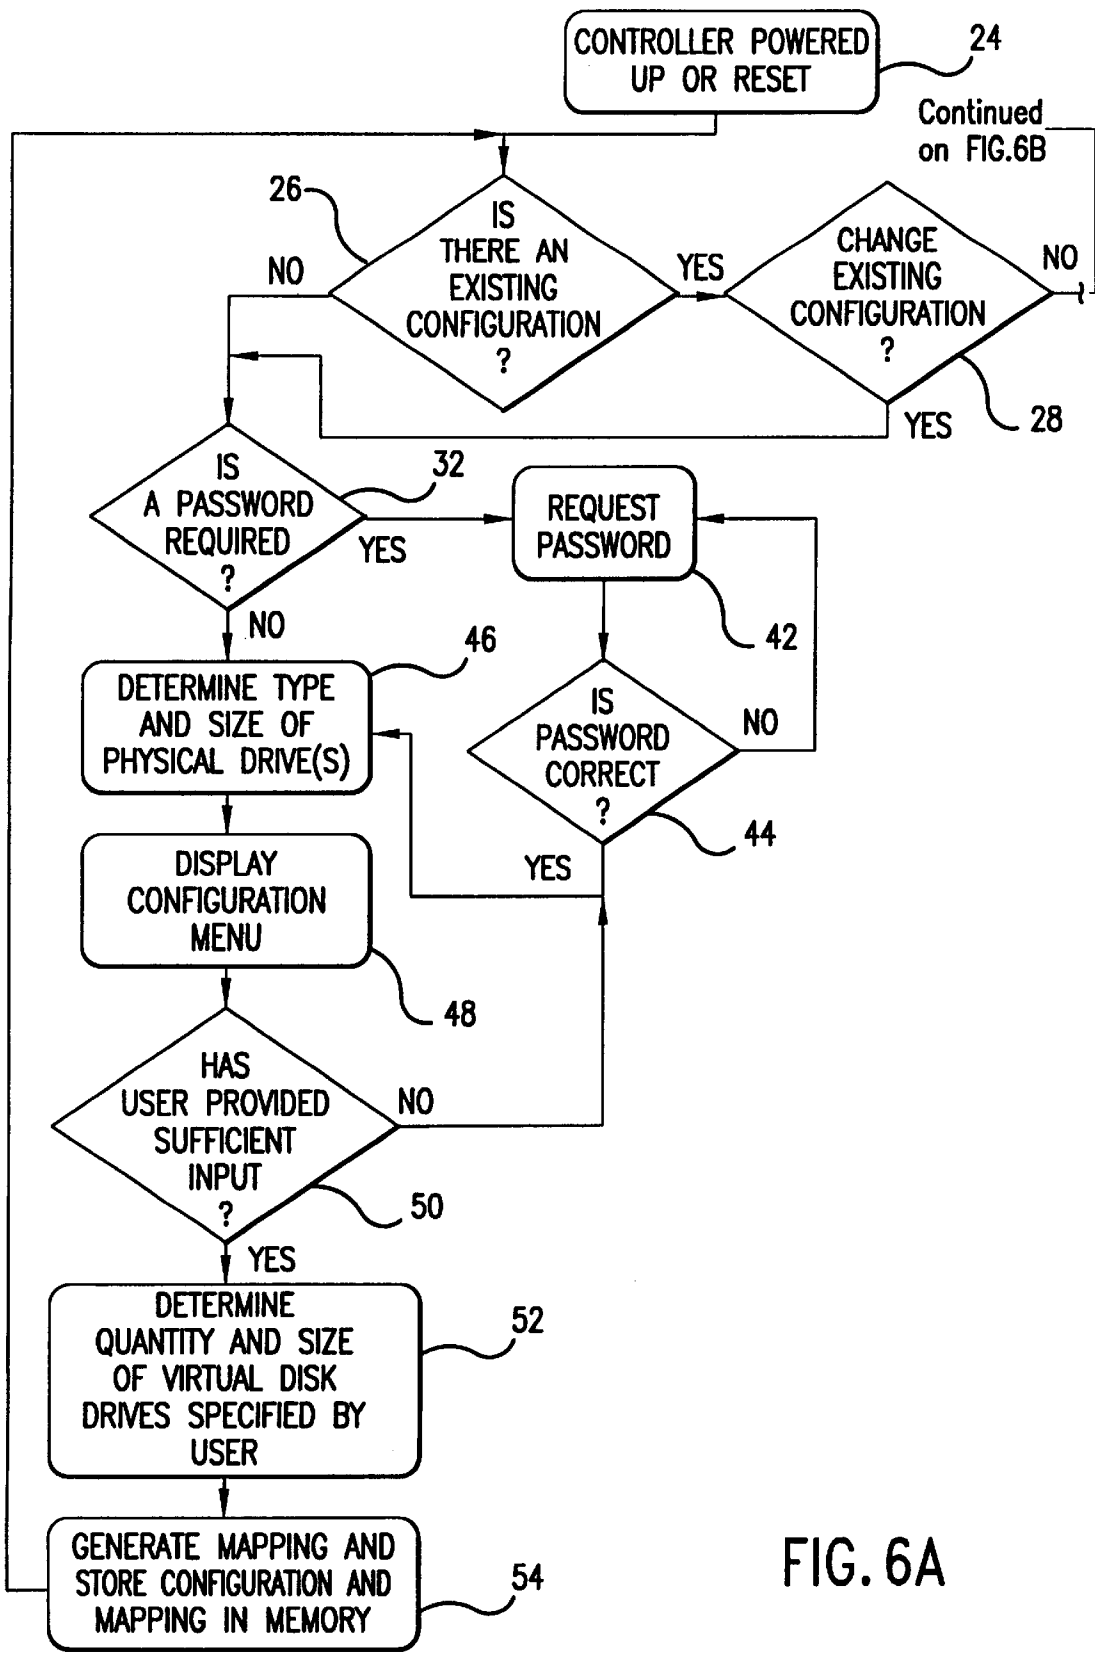 CONTROLLER POWERED
UP OR RESET
24
Continued
on FIG.6B
26
IS
THERE AN
EXISTING
CONFIGURATION
?
NO
YES
CHANGE
EXISTING
CONFIGURATION
?
NO
28
YES
IS
A PASSWORD
REQUIRED
?
32
YES
NO
REQUEST
PASSWORD
42
46
DETERMINE TYPE
AND SIZE OF
PHYSICAL DRIVE(S)
IS
PASSWORD
CORRECT
?
NO
44
YES
DISPLAY
CONFIGURATION
MENU
48
HAS
USER PROVIDED
SUFFICIENT
INPUT
?
NO
50
YES
DETERMINE
QUANTITY AND SIZE
OF VIRTUAL DISK
DRIVES SPECIFIED BY
USER
52
GENERATE MAPPING AND
STORE CONFIGURATION AND
MAPPING IN MEMORY
54
FIG. 6A